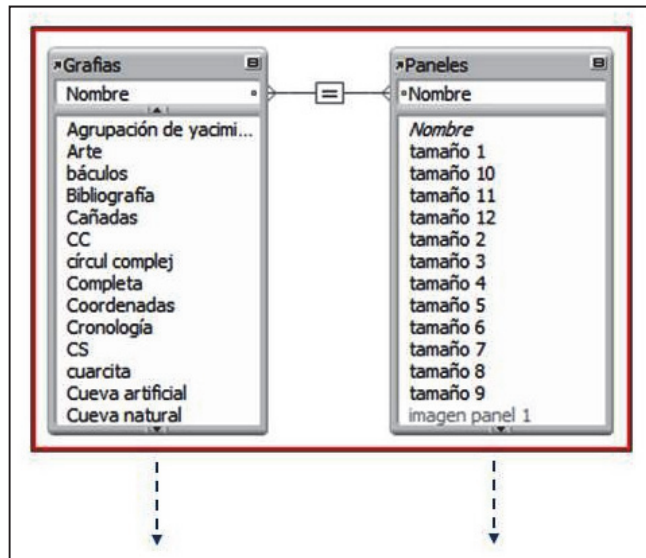 Grafias
Nombre
Agrupación de yacimi...
Arte
báculos
Bibliografía
Cañadas
CC
círcul complej
Completa
Coordenadas
Cronología
CS
cuarcita
Cueva artificial
Cueva natural
=
Paneles
Nombre
Nombre
tamaño 1
tamaño 10
tamaño 11
tamaño 12
tamaño 2
tamaño 3
tamaño 4
tamaño 5
tamaño 6
tamaño 7
tamaño 8
tamaño 9
imagen panel 1